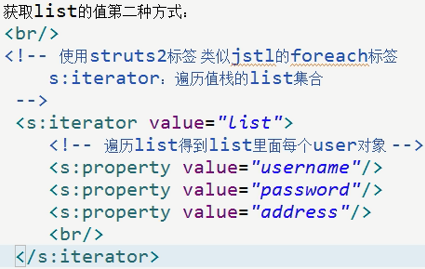 获取list的值第二种方式:
<br/>
<!-- 使用struts2标签 类似jstl的foreach标签
s:iterator：遍历值栈的list集合
-->
<s:iterator value="list">
<!-- 遍历list得到list里面每个user对象 -->
<s:property value="username"/>
<s:property value="password"/>
<s:property value="address"/>
<br/>
</s:iterator>